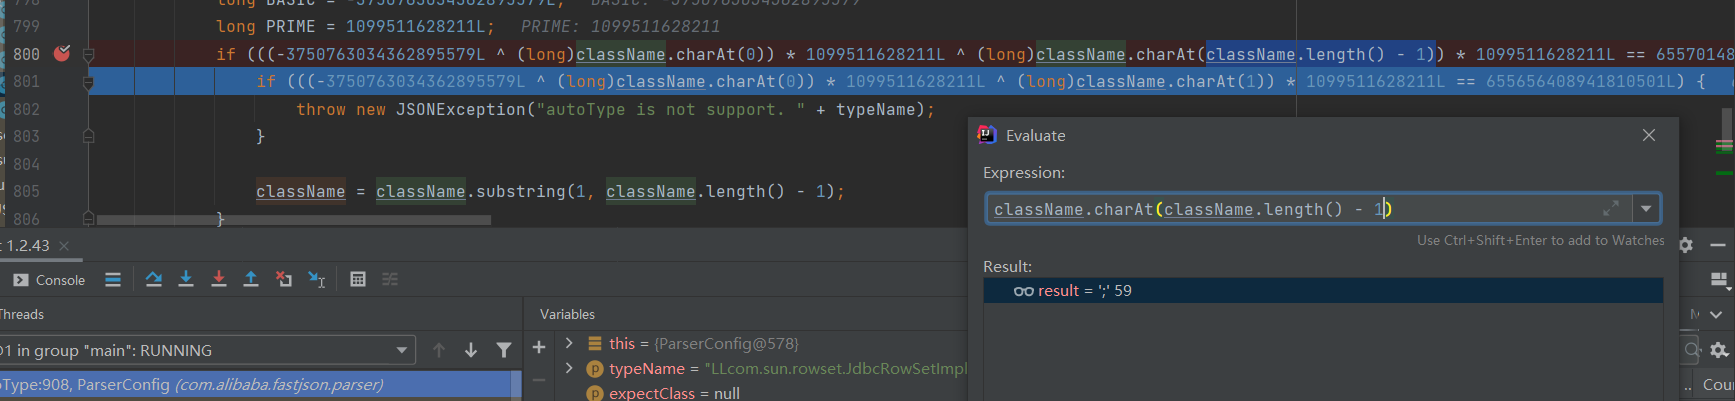 798 long BASIC = -3750763034362895579L; BASIC: -3750763034362895579
799 long PRIME = 1099511628211L; PRIME: 1099511628211
800 if (((-3750763034362895579L ^ (long)className.charAt(0)) * 1099511628211L ^ (long)className.charAt(className.length() - 1)) * 1099511628211L == 65570148
801 if (((-3750763034362895579L ^ (long)className.charAt(0)) * 1099511628211L ^ (long)className.charAt(1)) * 1099511628211L == 655656408941810501L) {
802 throw new JSONException("autoType is not support. " + typeName);
803 }
804
805 className = className.substring(1, className.length() - 1);
806 }
Evaluate
Expression:
className.charAt(className.length() - 1)
Use Ctrl+Shift+Enter to add to Watches
Result:
result = ';' 59
1.2.43
Console
Threads
Variables
1 in group "main": RUNNING
oType:908, ParserConfig (com.alibaba.fastjson.parser)
this = {ParserConfig@578}
typeName = "LLcom.sun.rowset.JdbcRowSetImpl
expectClass = null
Cou